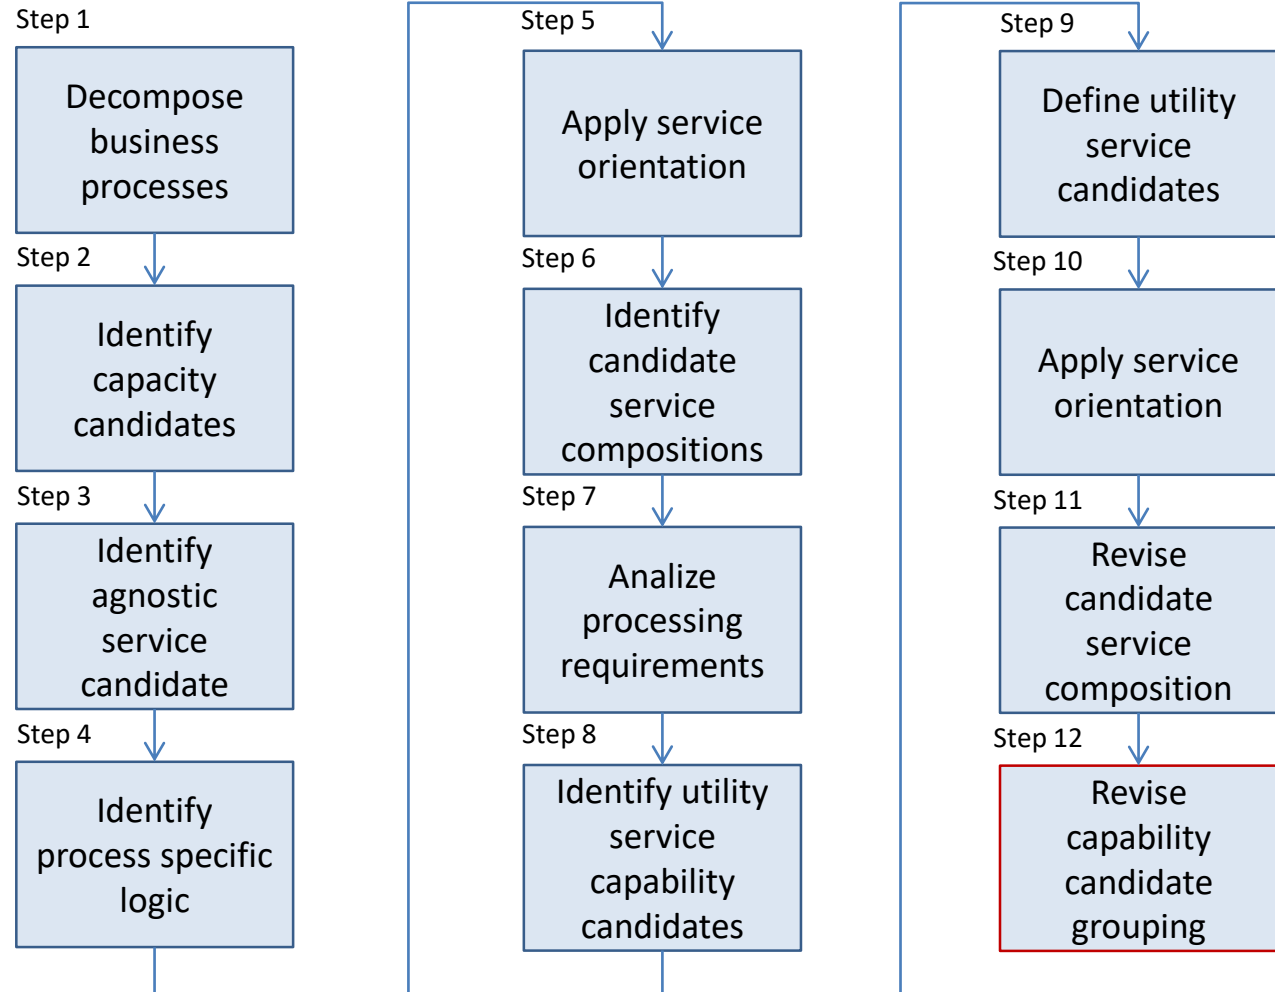 Step 1
Decompose
business
processes
Step 2
Identify
capacity
candidates
Step 3
Identify
agnostic
service
candidate
Step 4
Identify
process specific
logic
Step 5
Apply service
orientation
Step 6
Identify
candidate
service
compositions
Step 7
Analize
processing
requirements
Step 8
Identify utility
service
capability
candidates
Step 9
Define utility
service
candidates
Step 10
Apply service
orientation
Step 11
Revise
candidate
service
composition
Step 12
Revise
capability
candidate
grouping